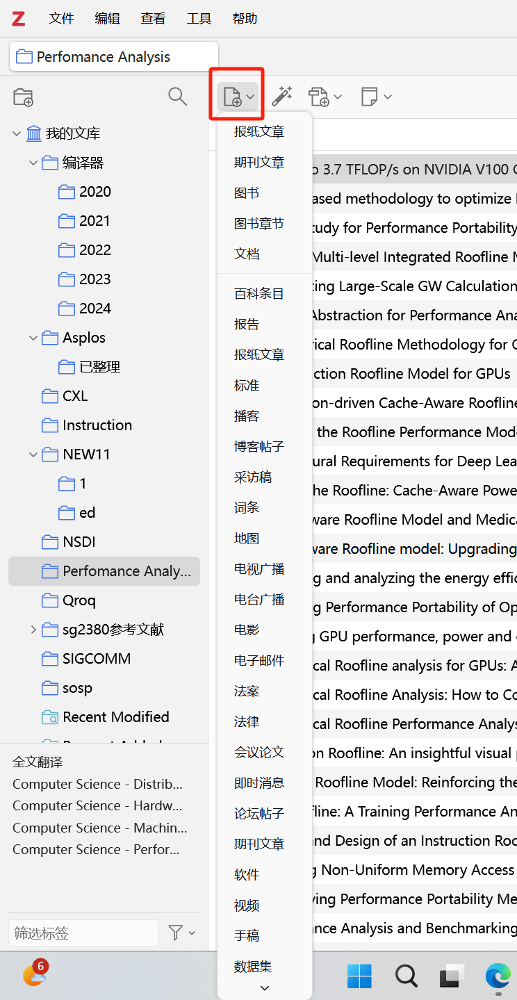 Z 文件 编辑 查看 工具 帮助
Perfomance Analysis
我的文库
编译器
2020
2021
2022
2023
2024
Asplos
已整理
CXL
Instruction
NEW11
1
ed
NSDI
Perfomance Analy...
Qroq
sg2380参考文献
SIGCOMM
sosp
Recent Modified
全文翻译
Computer Science - Distrib...
Computer Science - Hardw...
Computer Science - Machin...
Computer Science - Perfor...
筛选标签
6
报纸文章
期刊文章
图书
图书章节
文档
百科条目
报告
报纸文章
标准
播客
博客帖子
采访稿
词条
地图
电视广播
电台广播
电影
电子邮件
法案
法律
会议论文
即时消息
论坛帖子
期刊文章
软件
视频
手稿
数据集
3.7 TFLOP/s on NVIDIA V100
ased methodology to optimize
tudy for Performance Portability
Multi-level Integrated Roofline
ting Large-Scale GW Calculation
Abstraction for Performance Ana
rical Roofline Methodology for
ction Roofline Model for GPUs
on-driven Cache-Aware Roofline
the Roofline Performance Mod
ural Requirements for Deep Lea
he Roofline: Cache-Aware Powe
ware Roofline Model and Medic
ware Roofline model: Upgrading
g and analyzing the energy effic
g Performance Portability of Op
g GPU performance, power and
cal Roofline analysis for GPUs: A
cal Roofline Analysis: How to Co
cal Roofline Performance Analys
on Roofline: An insightful visual
Roofline Model: Reinforcing the
fline: A Training Performance An
and Design of an Instruction Roo
g Non-Uniform Memory Access
ying Performance Portability Me
nce Analysis and Benchmarking